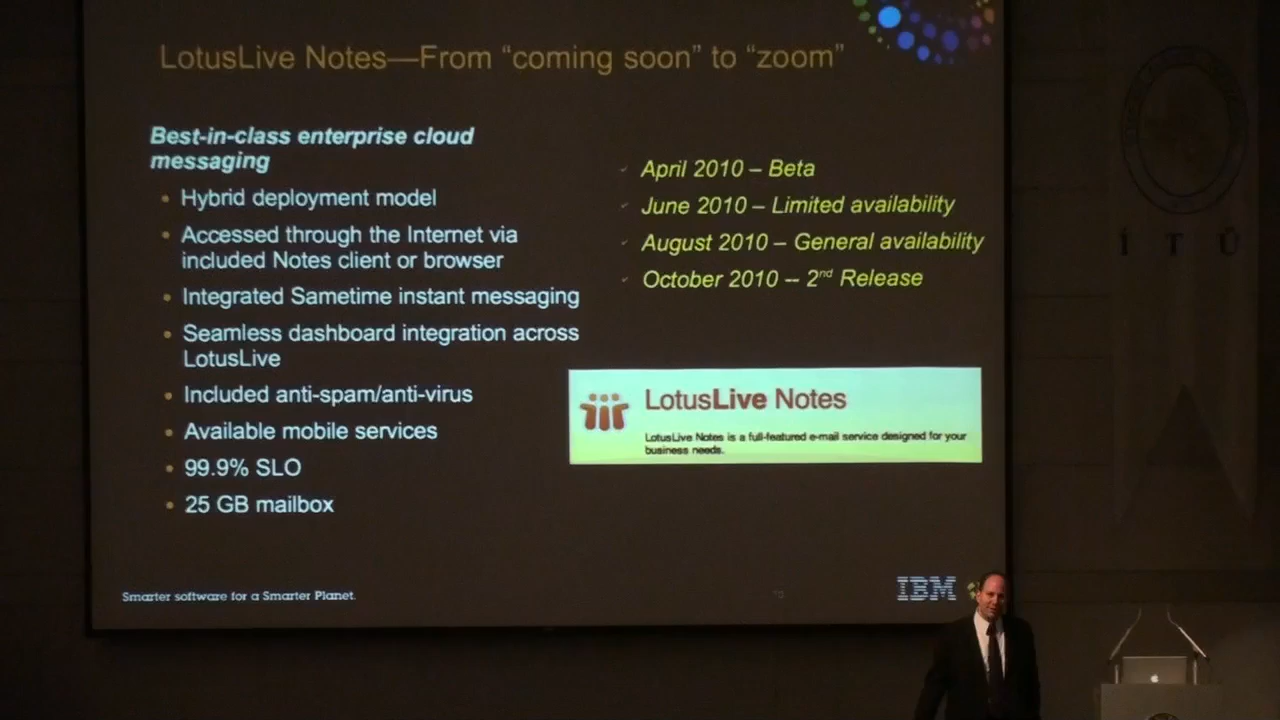 LotusLive Notes—From “coming soon” to “zoom”
Best-in-class enterprise cloud
messaging
• Hybrid deployment model
• Accessed through the Internet via
included Notes client or browser
• Integrated Sametime instant messaging
• Seamless dashboard integration across
LotusLive
• Included anti-spam/anti-virus
• Available mobile services
• 99.9% SLO
• 25 GB mailbox
✓ April 2010 – Beta
✓ June 2010 – Limited availability
✓ August 2010 – General availability
✓ October 2010 -- 2nd Release
LotusLive Notes
LotusLive Notes is a full-featured e-mail service designed for your
business needs.
Smarter software for a Smarter Planet.
IBM
İTÜ